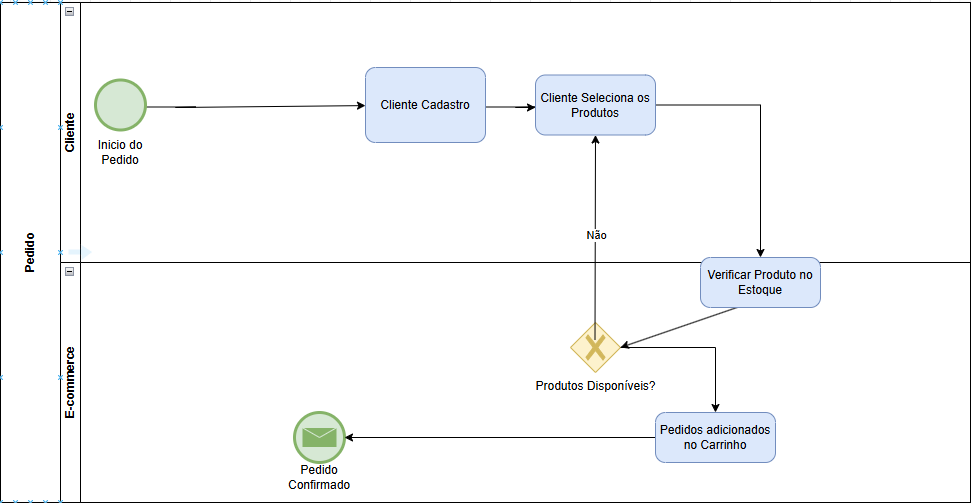 Pedido
Cliente
Inicio do
Pedido
Cliente Cadastro
Cliente Seleciona os
Produtos
Não
E-commerce
Verificar Produto no
Estoque
Produtos Disponíveis?
Pedidos adicionados
no Carrinho
Pedido
Confirmado